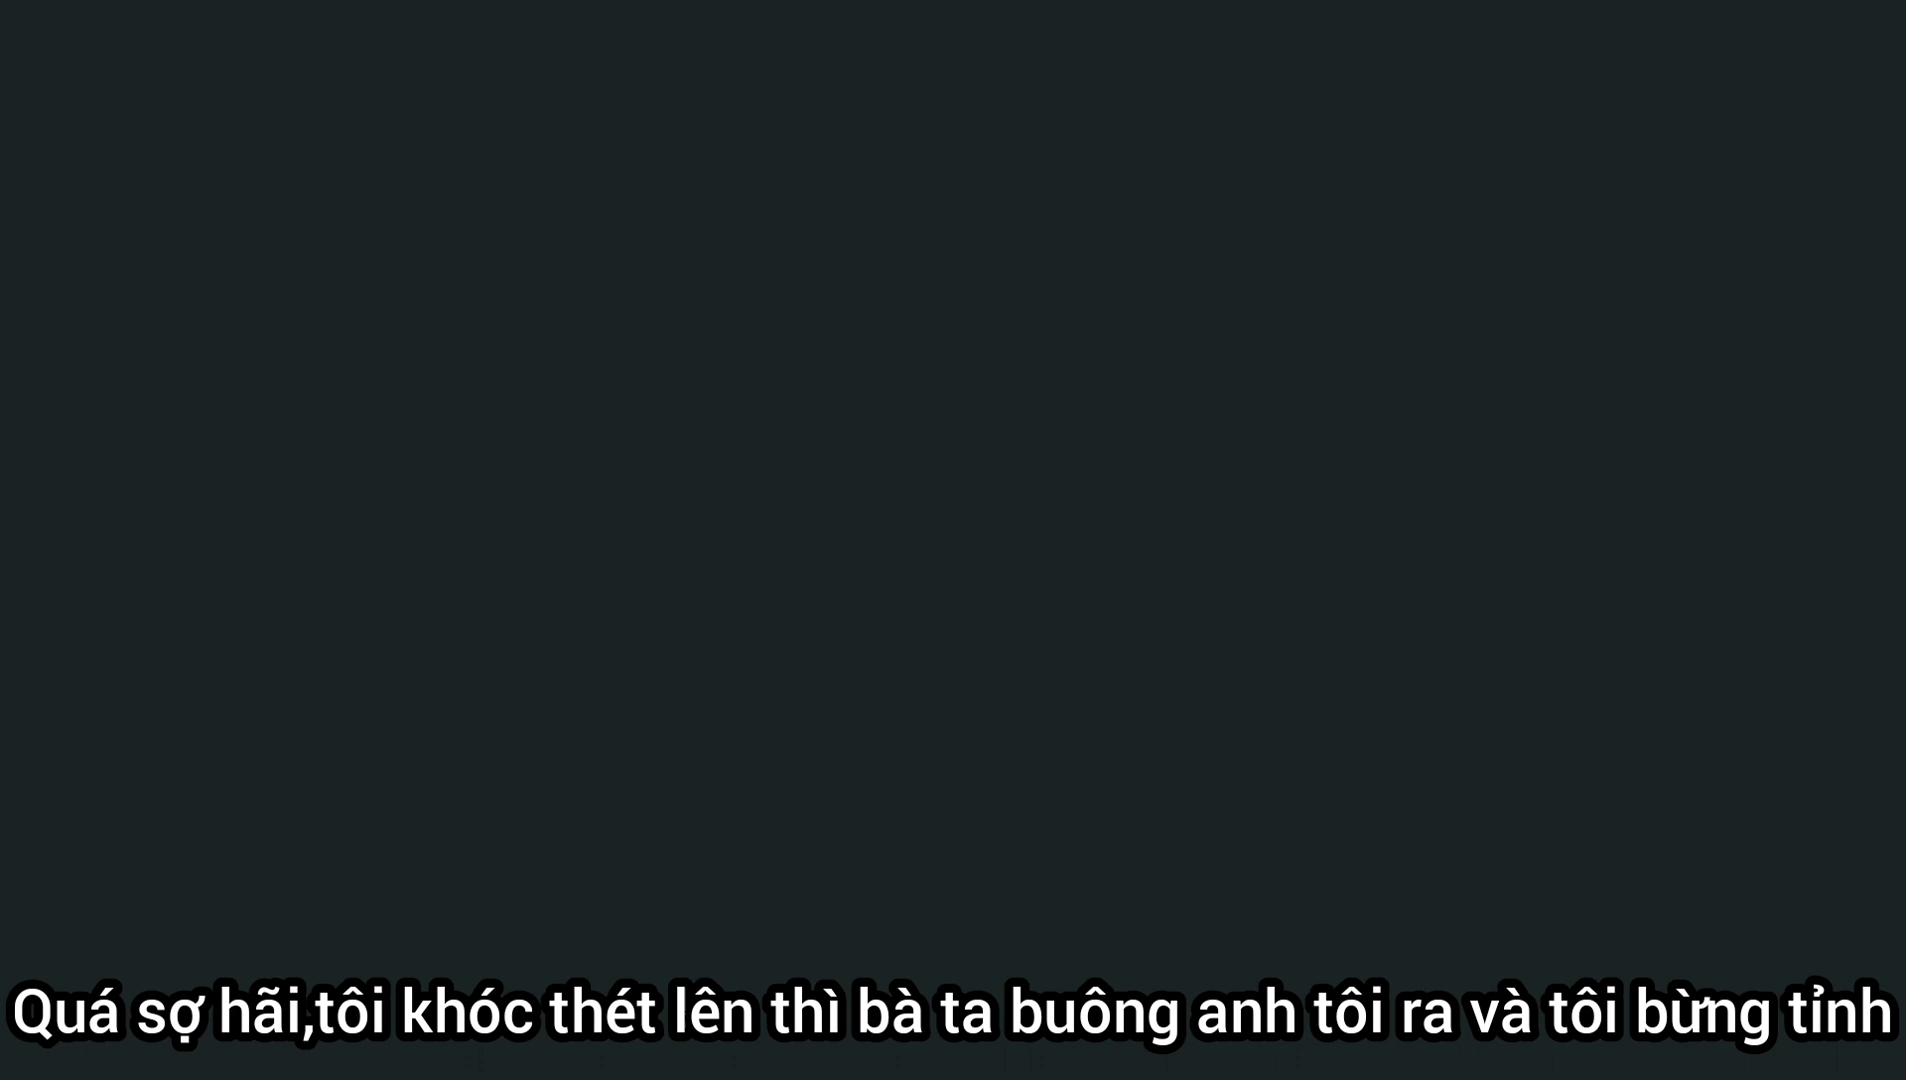 Quá sợ hãi,tôi khóc thét lên thì bà ta buông anh tôi ra và tôi bừng tỉnh